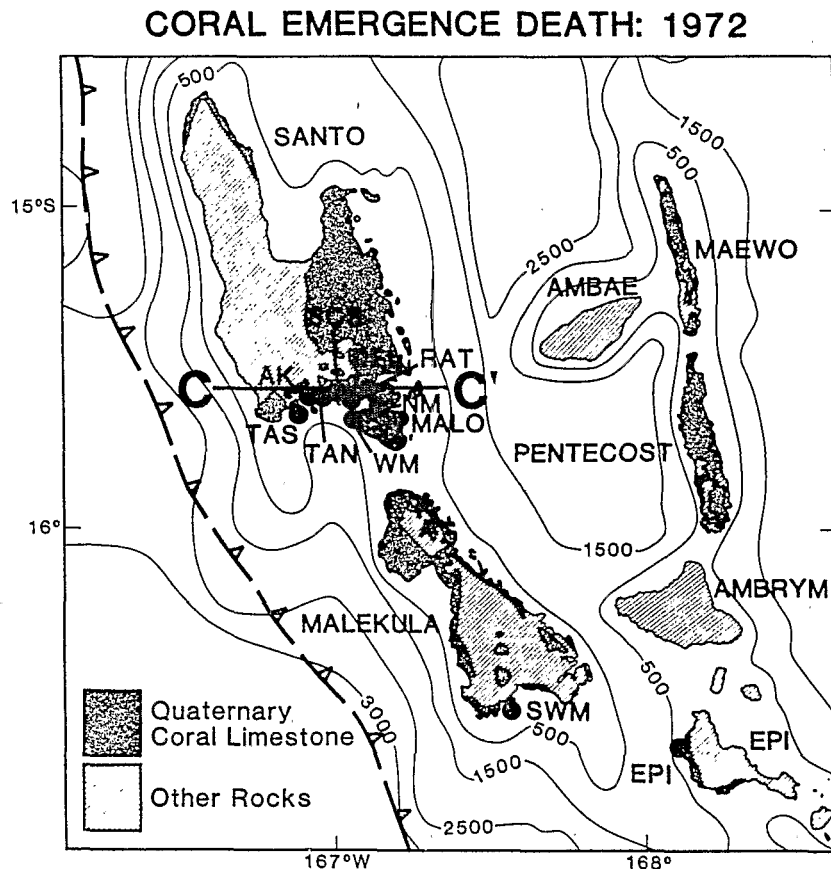 CORAL EMERGENCE DEATH: 1972
500
SANTO
1500
500
15°S
MAEWO
2500
AMBAE
RAT
AK
C
C'
NM
TAS
MALO
TAN
WM
PENTECOST
16°
1500
AMBRYM
MALEKULA
500
3000
Quaternary
Coral Limestone
SWM
500
EPI
EPI
1500
Other Rocks
2500
167°W
168°